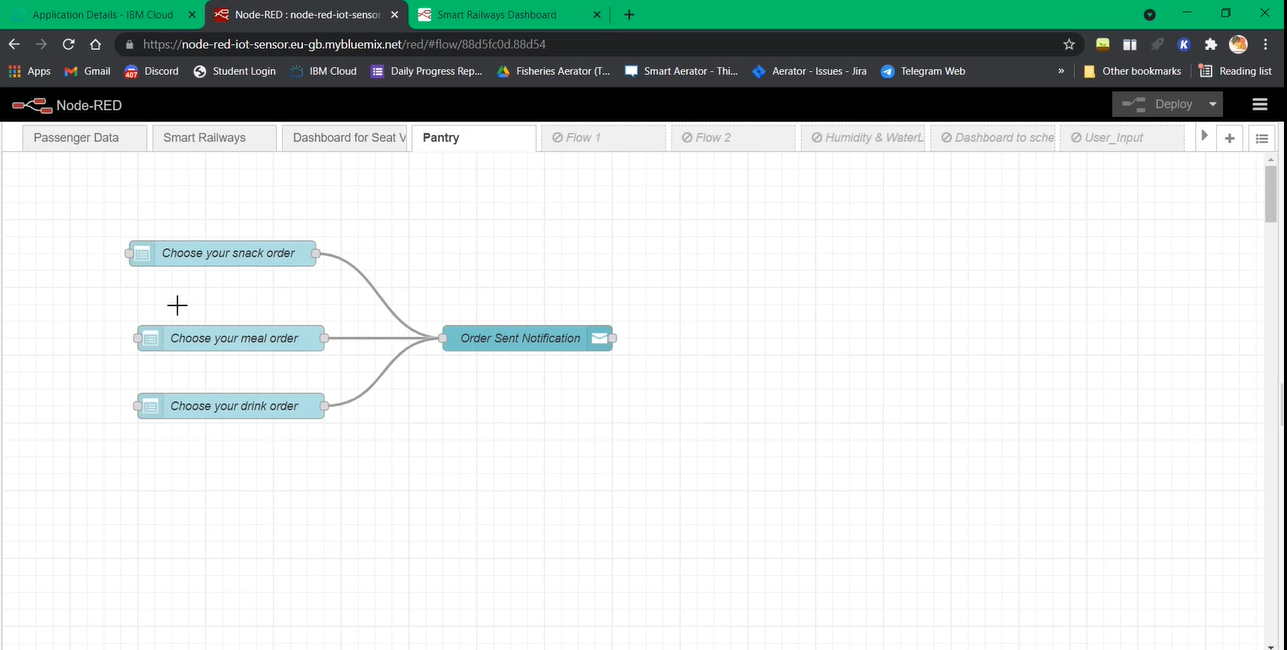 Application Details - IBM Cloud
Node-RED : node-red-iot-sensor
Smart Railways Dashboard
https://node-red-iot-sensor.eu-gb.mybluemix.net/red/#flow/88d5fc0d.88d54
Apps Gmail 407 Discord Student Login IBM Cloud Daily Progress Rep... Fisheries Aerator (T... Smart Aerator - Thi... Aerator - Issues - Jira Telegram Web » Other bookmarks Reading list
Node-RED
Deploy
Passenger Data Smart Railways Dashboard for Seat V Pantry Flow 1 Flow 2 Humidity & WaterL Dashboard to sche User_Input
Choose your snack order
Choose your meal order
Order Sent Notification
Choose your drink order